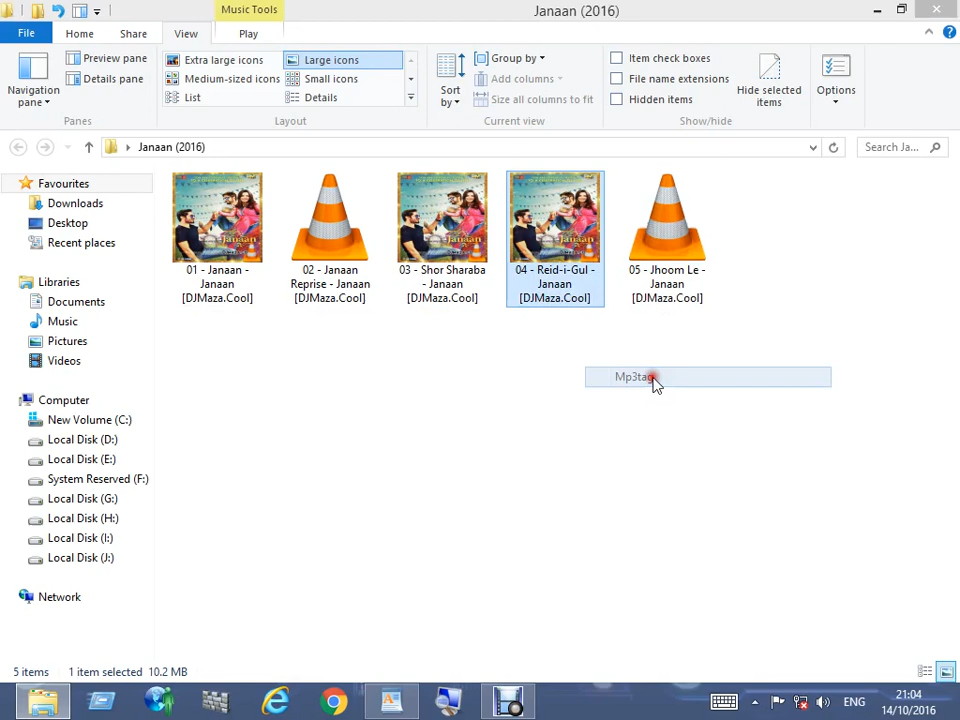 Music Tools
Janaan (2016)
File
Home
Share
View
Play
Navigation pane
Preview pane
Details pane
Panes
Extra large icons
Large icons
Medium-sized icons
Small icons
List
Details
Layout
Sort by
Group by
Add columns
Size all columns to fit
Current view
Item check boxes
File name extensions
Hidden items
Hide selected items
Show/hide
Options
Janaan (2016)
Search Ja...
Favourites
Downloads
Desktop
Recent places
Libraries
Documents
Music
Pictures
Videos
Computer
New Volume (C:)
Local Disk (D:)
Local Disk (E:)
System Reserved (F:)
Local Disk (G:)
Local Disk (H:)
Local Disk (I:)
Local Disk (J:)
Network
01 - Janaan -
Janaan
[DJMaza.Cool]
02 - Janaan
Reprise - Janaan
[DJMaza.Cool]
03 - Shor Sharaba
- Janaan
[DJMaza.Cool]
04 - Reid-i-Gul -
Janaan
[DJMaza.Cool]
05 - Jhoom Le -
Janaan
[DJMaza.Cool]
Mp3tag
5 items
1 item selected 10.2 MB
ENG
21:04
14/10/2016